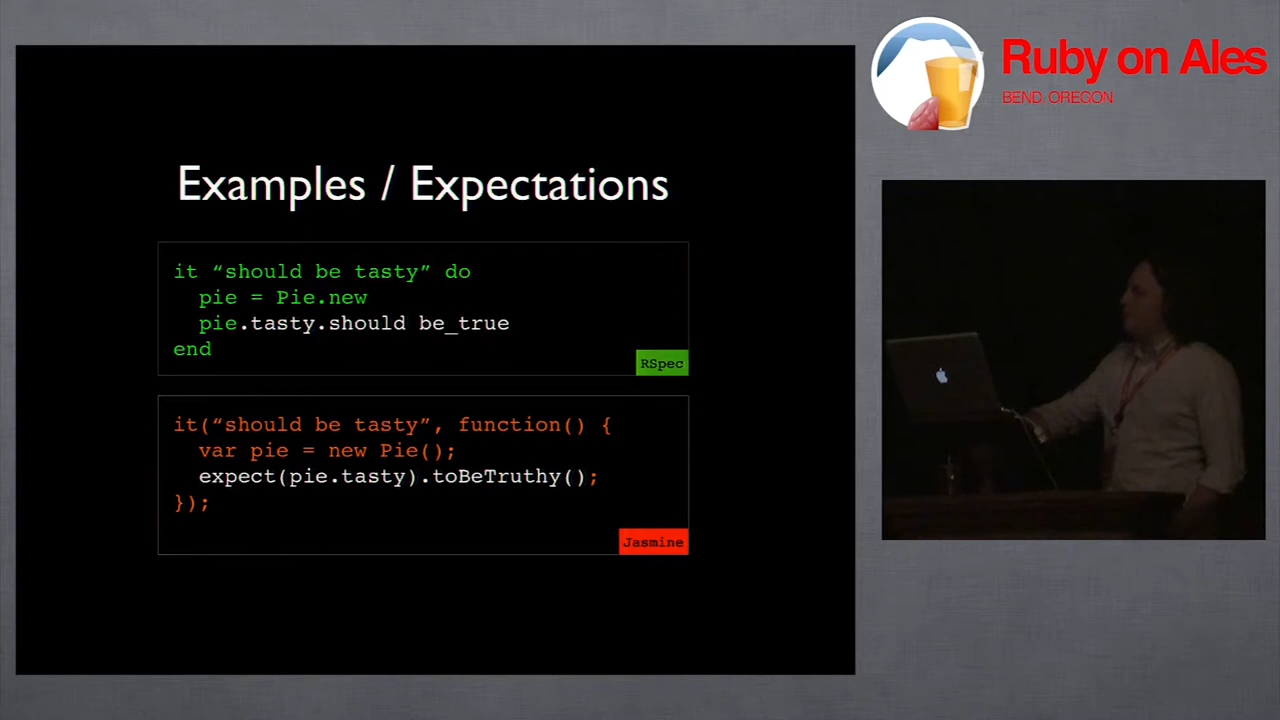 Ruby on Ales
BEND OREGON
Examples / Expectations
it “should be tasty” do
  pie = Pie.new
  pie.tasty.should be_true
end
RSpec
it(“should be tasty”, function() {
  var pie = new Pie();
  expect(pie.tasty).toBeTruthy();
});
Jasmine